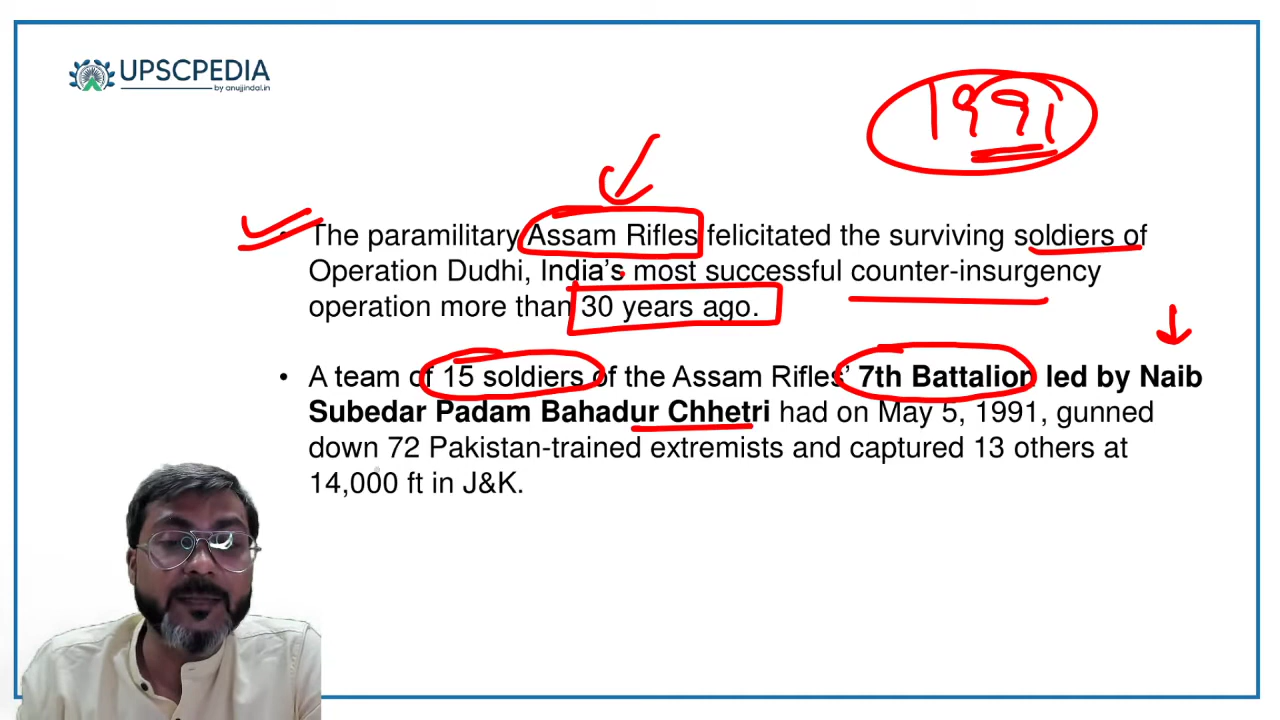 UPSCPEDIA
by anujjindal.in
1991
• The paramilitary Assam Rifles felicitated the surviving soldiers of
Operation Dudhi, India's most successful counter-insurgency
operation more than 30 years ago.
• A team of 15 soldiers of the Assam Rifles' 7th Battalion led by Naib
Subedar Padam Bahadur Chhetri had on May 5, 1991, gunned
down 72 Pakistan-trained extremists and captured 13 others at
14,000 ft in J&K.